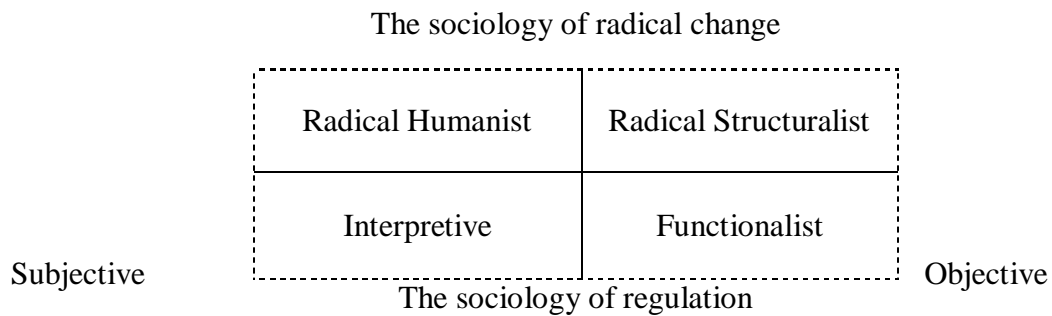 The sociology of radical change
Radical Humanist Radical Structuralist
Interpretive Functionalist
Subjective Objective
The sociology of regulation